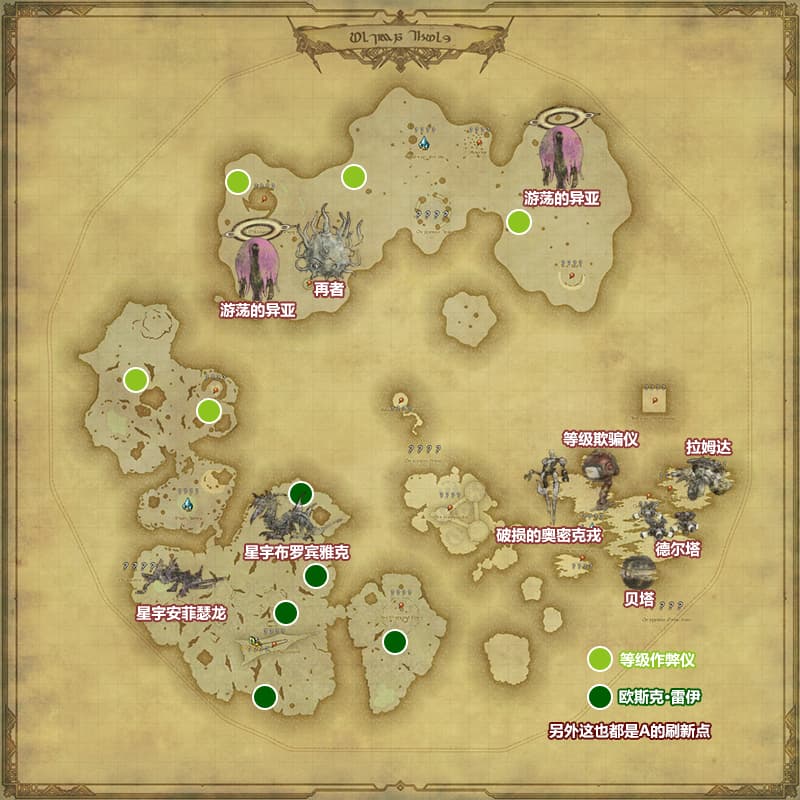 游荡的异亚
游荡的异亚
再者
等级欺骗仪
拉姆达
破损的奥密克戎
德尔塔
贝塔
星宇布罗宾雅克
星宇安菲瑟龙
等级作弊仪
欧斯克·雷伊
另外这也都是A的刷新点